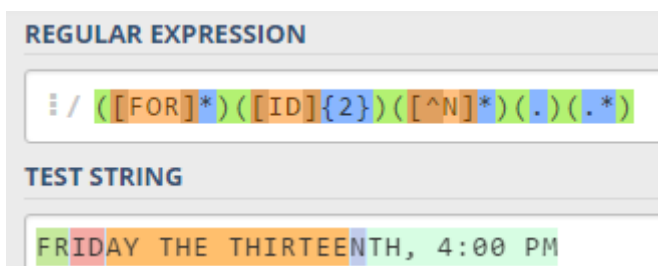 REGULAR EXPRESSION
⋮/ ([FOR]*)([ID]{2})([^N]*)(.)(.*)
TEST STRING
FRIDAY THE THIRTEENTH, 4:00 PM